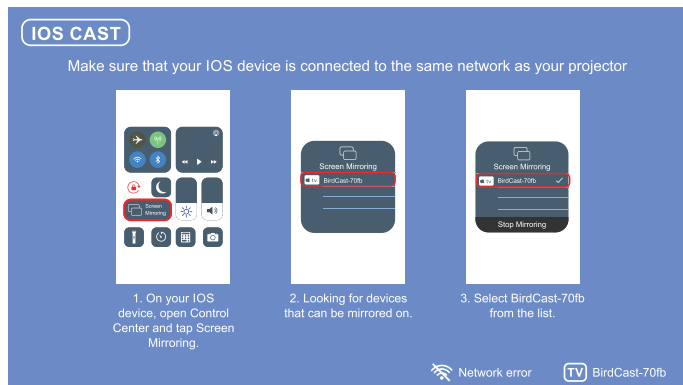 IOS CAST
Make sure that your IOS device is connected to the same network as your projector
Screen
Mirroring
Screen Mirroring
tv BirdCast-70fb
Screen Mirroring
tv BirdCast-70fb
Stop Mirroring
1. On your IOS
device, open Control
Center and tap Screen
Mirroring.
2. Looking for devices
that can be mirrored on.
3. Select BirdCast-70fb
from the list.
Network error
TV BirdCast-70fb